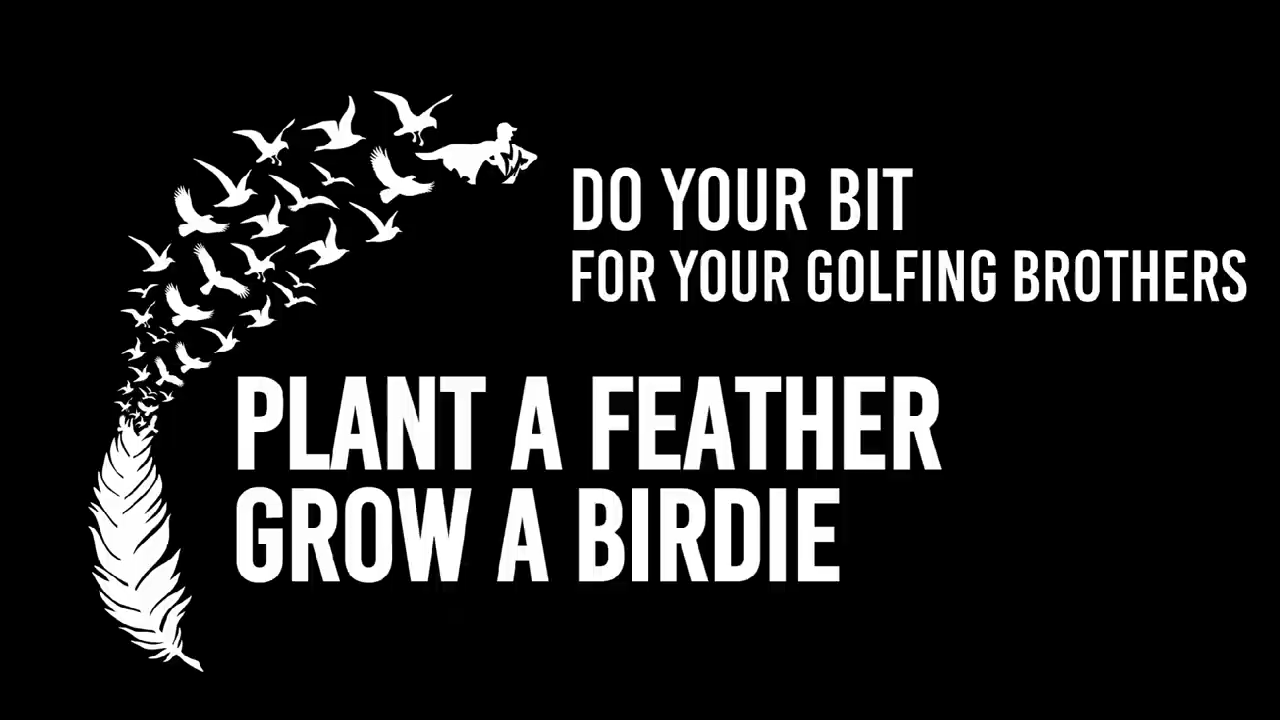 DO YOUR BIT
FOR YOUR GOLFING BROTHERS
PLANT A FEATHER
GROW A BIRDIE